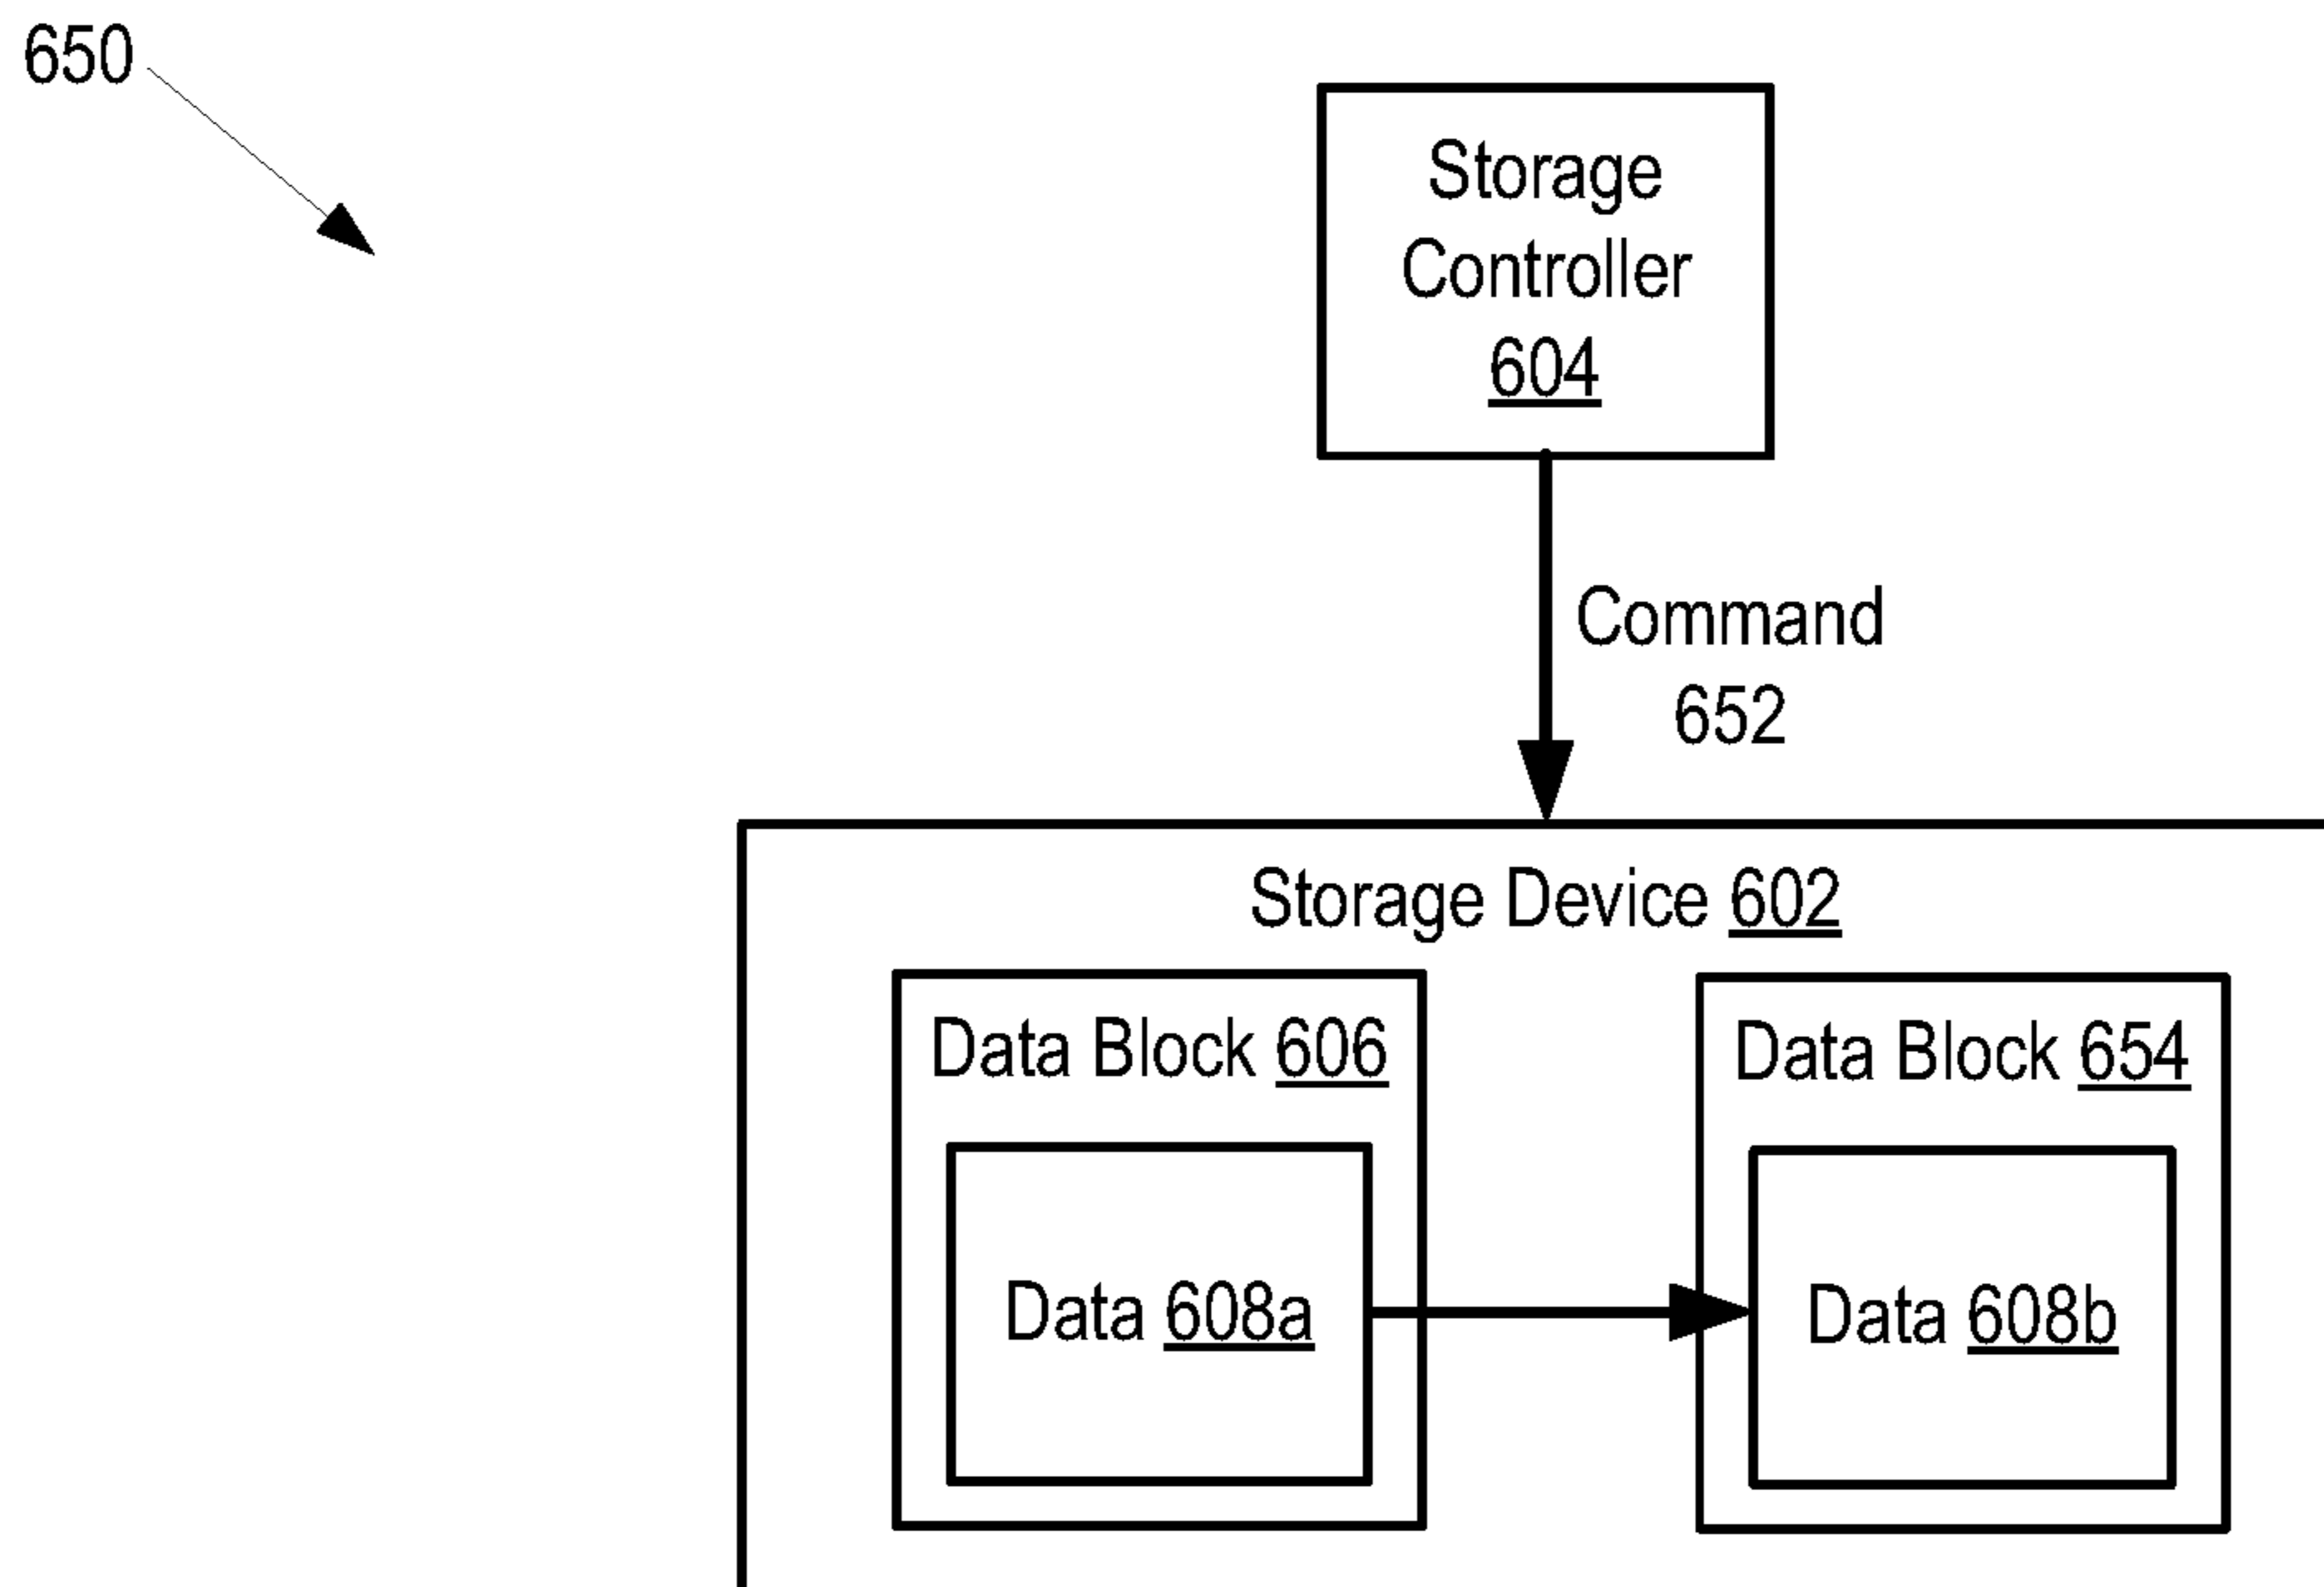 650
Storage
Controller
604
Command
652
Storage Device 602
Data Block 606
Data Block 654
Data 608a
Data 608b